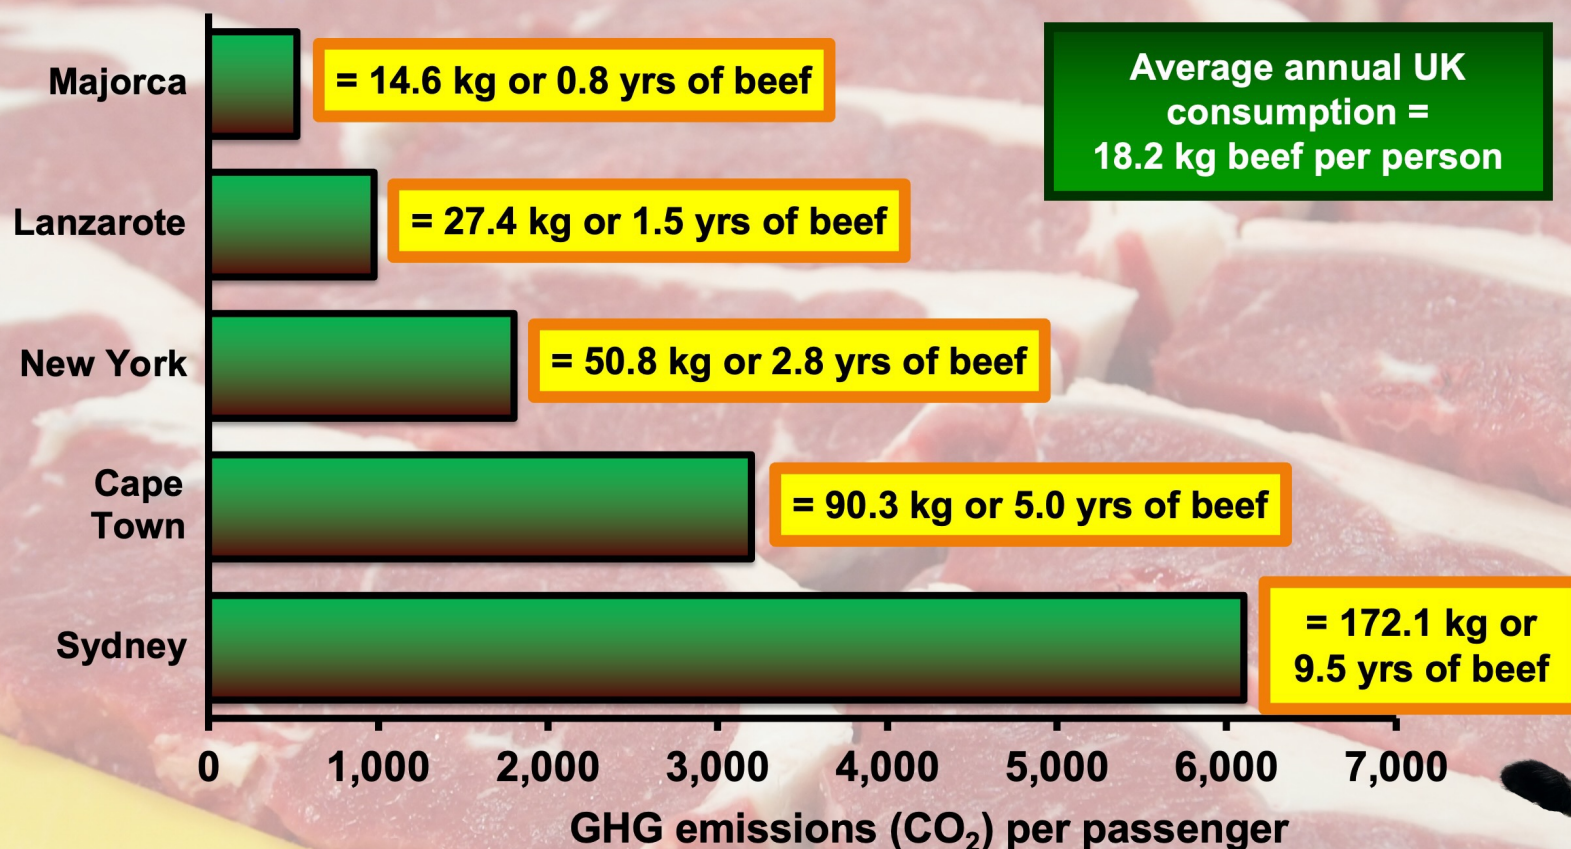 Majorca
= 14.6 kg or 0.8 yrs of beef
Average annual UK
consumption =
18.2 kg beef per person
Lanzarote
= 27.4 kg or 1.5 yrs of beef
New York
= 50.8 kg or 2.8 yrs of beef
Cape
Town
= 90.3 kg or 5.0 yrs of beef
Sydney
= 172.1 kg or
9.5 yrs of beef
0 1,000 2,000 3,000 4,000 5,000 6,000 7,000
GHG emissions (CO₂) per passenger